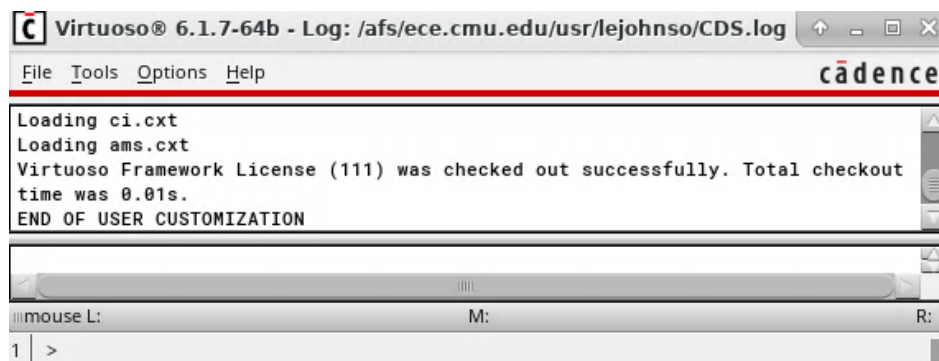 Virtuoso® 6.1.7-64b - Log: /afs/ece.cmu.edu/usr/lejohnso/CDS.log
File Tools Options Help
cādence
Loading ci.cxt
Loading ams.cxt
Virtuoso Framework License (111) was checked out successfully. Total checkout
time was 0.01s.
END OF USER CUSTOMIZATION
mouse L: M: R:
1 >